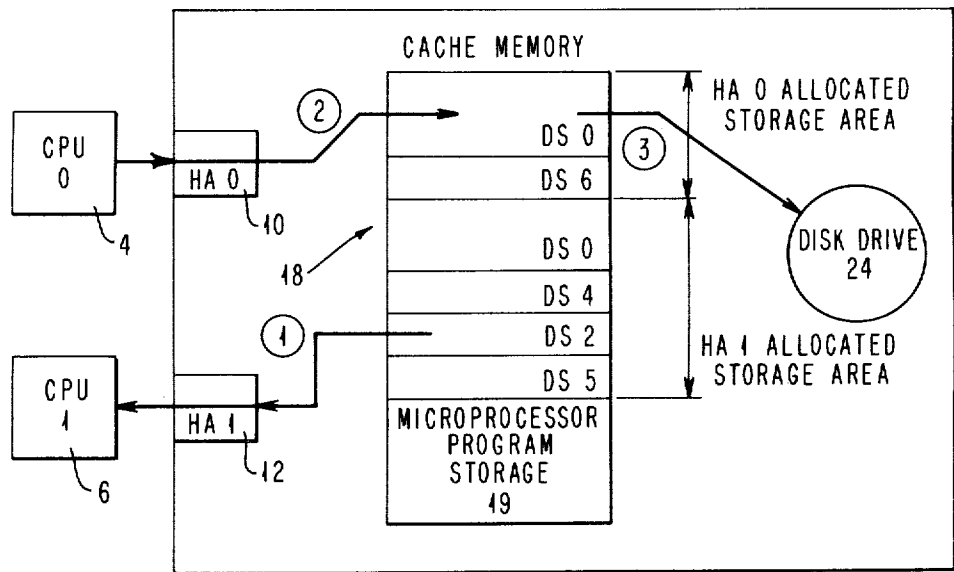 CACHE MEMORY
CPU
0
4
HA 0
10
2
DS 0
DS 6
3
HA 0 ALLOCATED
STORAGE AREA
18
DS 0
DS 4
DS 2
DS 5
DISK DRIVE
24
1
HA 1 ALLOCATED
STORAGE AREA
CPU
1
6
HA 1
12
MICROPROCESSOR
PROGRAM
STORAGE
19